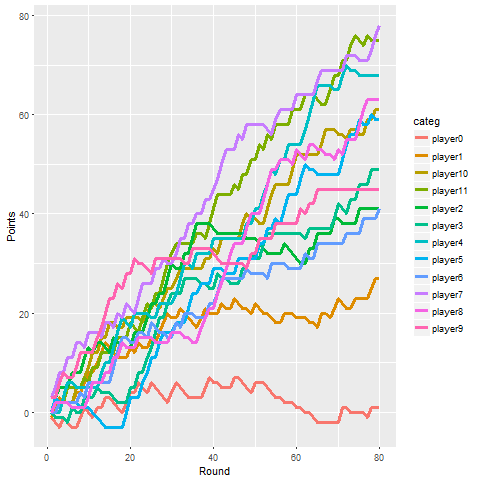 80
60
40
20
0
Points
0 20 40 60 80
Round
categ
player0
player1
player10
player11
player2
player3
player4
player5
player6
player7
player8
player9